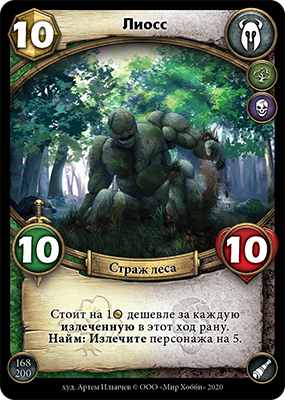 Лиосс
10
10
10
Страж леса
Стоит на 1 дешевле за каждую
излеченную в этот ход рану.
Найм: Излечите персонажа на 5.
168
200
худ. Артем Ильичев © ООО «Мир Хобби» 2020